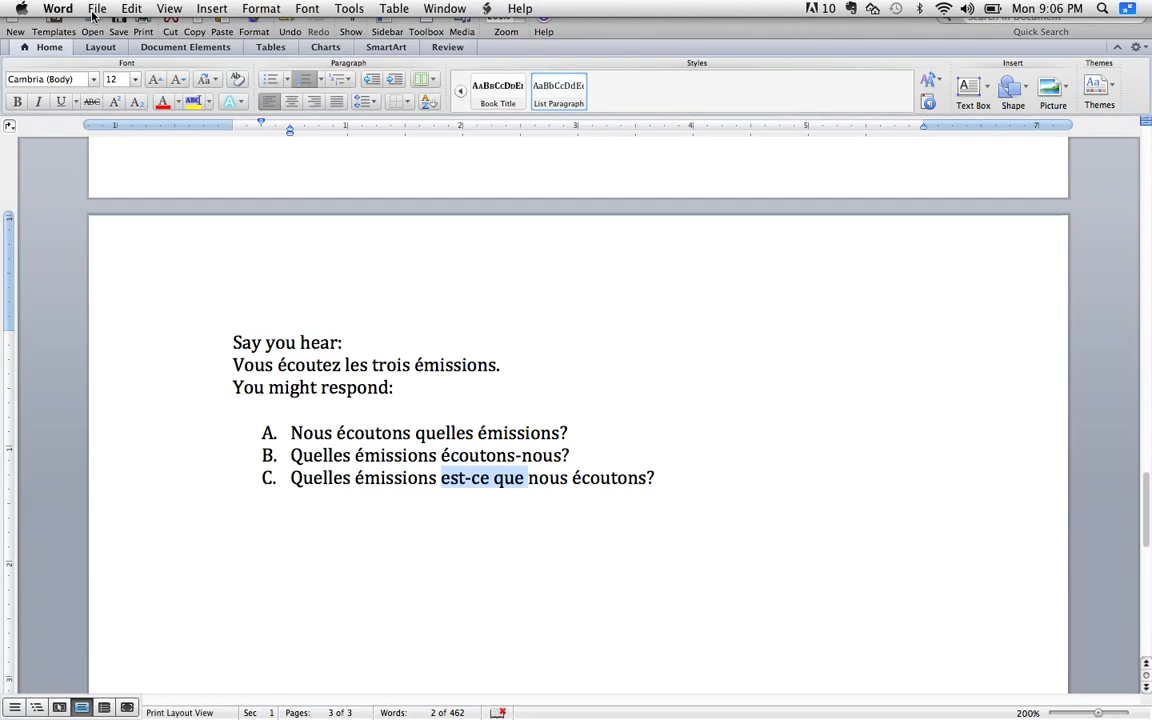 Word File Edit View Insert Format Font Tools Table Window Help
10 Mon 9:06 PM
New Templates Open Save Print Cut Copy Paste Format Undo Redo Show Sidebar Toolbox Media Zoom Help Quick Search
Home Layout Document Elements Tables Charts SmartArt Review
Font Paragraph Styles Insert Themes
Cambria (Body) 12
AaBbCcDdEe Book Title
AaBbCcDdEe List Paragraph
Text Box Shape Picture Themes
Say you hear:
Vous écoutez les trois émissions.
You might respond:
A. Nous écoutons quelles émissions?
B. Quelles émissions écoutons-nous?
C. Quelles émissions est-ce que nous écoutons?
Print Layout View Sec 1 Pages: 3 of 3 Words: 2 of 462 200%